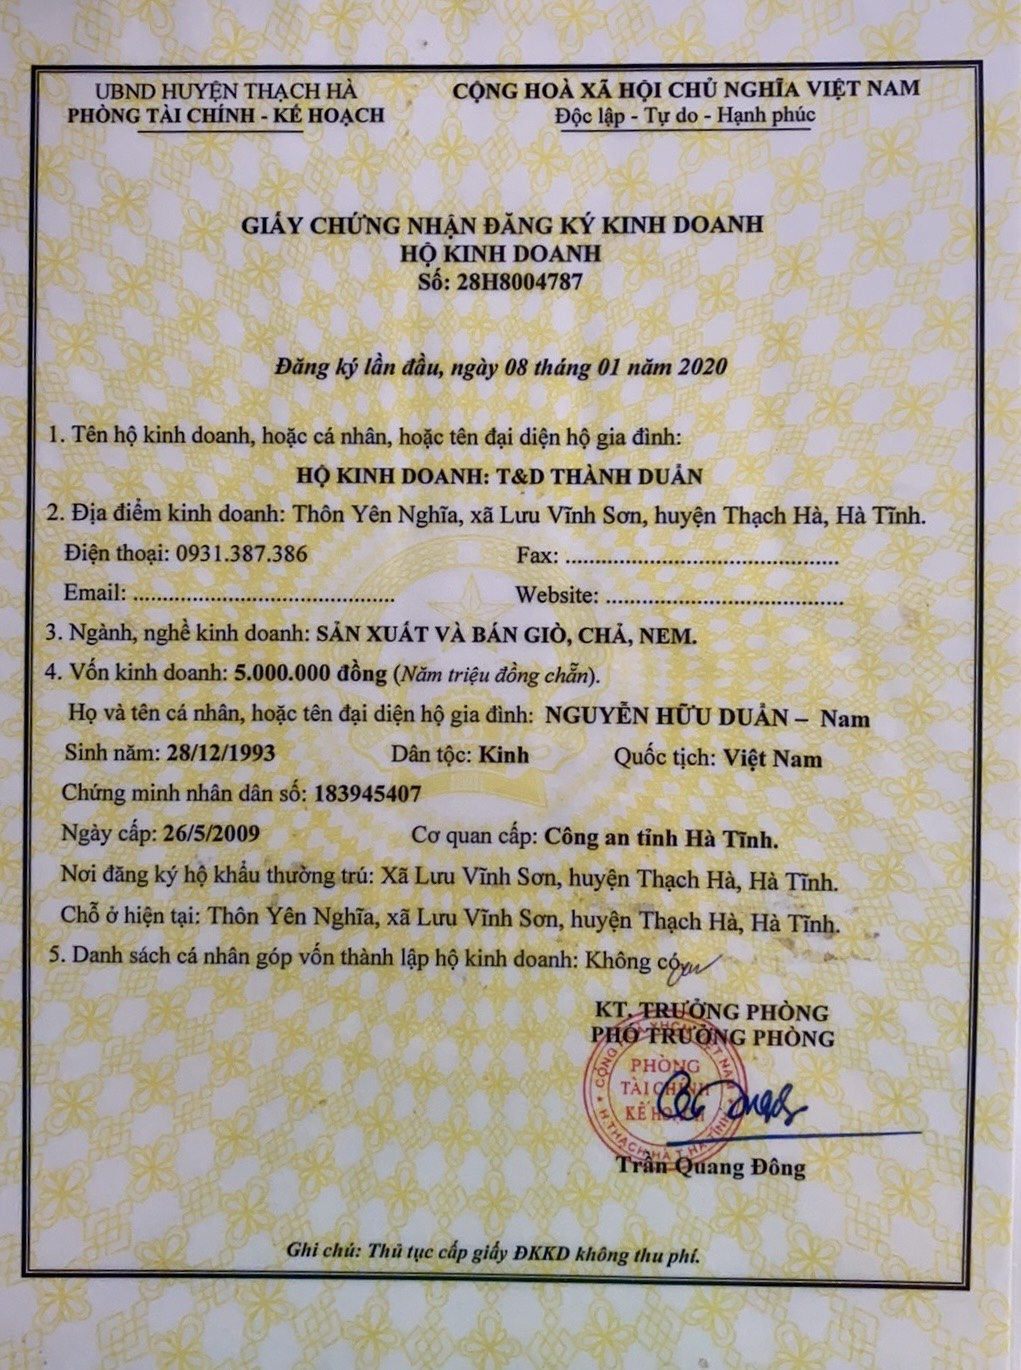 UBND HUYỆN THẠCH HÀ
PHÒNG TÀI CHÍNH - KẾ HOẠCH
CỘNG HOÀ XÃ HỘI CHỦ NGHĨA VIỆT NAM
Độc lập - Tự do - Hạnh phúc
GIẤY CHỨNG NHẬN ĐĂNG KÝ KINH DOANH
HỘ KINH DOANH
Số: 28H8004787
Đăng ký lần đầu, ngày 08 tháng 01 năm 2020
1. Tên hộ kinh doanh, hoặc cá nhân, hoặc tên đại diện hộ gia đình:
HỘ KINH DOANH: T&D THÀNH DUẨN
2. Địa điểm kinh doanh: Thôn Yên Nghĩa, xã Lưu Vĩnh Sơn, huyện Thạch Hà, Hà Tĩnh.
Điện thoại: 0931.387.386 Fax: ..........................................
Email: ....................................... Website: ...................................
3. Ngành, nghề kinh doanh: SẢN XUẤT VÀ BÁN GIÒ, CHẢ, NEM.
4. Vốn kinh doanh: 5.000.000 đồng (Năm triệu đồng chẵn).
Họ và tên cá nhân, hoặc tên đại diện hộ gia đình: NGUYỄN HỮU DUẨN – Nam
Sinh năm: 28/12/1993 Dân tộc: Kinh Quốc tịch: Việt Nam
Chứng minh nhân dân số: 183945407
Ngày cấp: 26/5/2009 Cơ quan cấp: Công an tỉnh Hà Tĩnh.
Nơi đăng ký hộ khẩu thường trú: Xã Lưu Vĩnh Sơn, huyện Thạch Hà, Hà Tĩnh.
Chỗ ở hiện tại: Thôn Yên Nghĩa, xã Lưu Vĩnh Sơn, huyện Thạch Hà, Hà Tĩnh.
5. Danh sách cá nhân góp vốn thành lập hộ kinh doanh: Không có
KT. TRƯỞNG PHÒNG
PHÓ TRƯỞNG PHÒNG
PHÒNG
TÀI CHÍNH
KẾ HOẠCH
H.THẠCH HÀ T.HÀ TĨNH
Trần Quang Đông
Ghi chú: Thủ tục cấp giấy ĐKKD không thu phí.